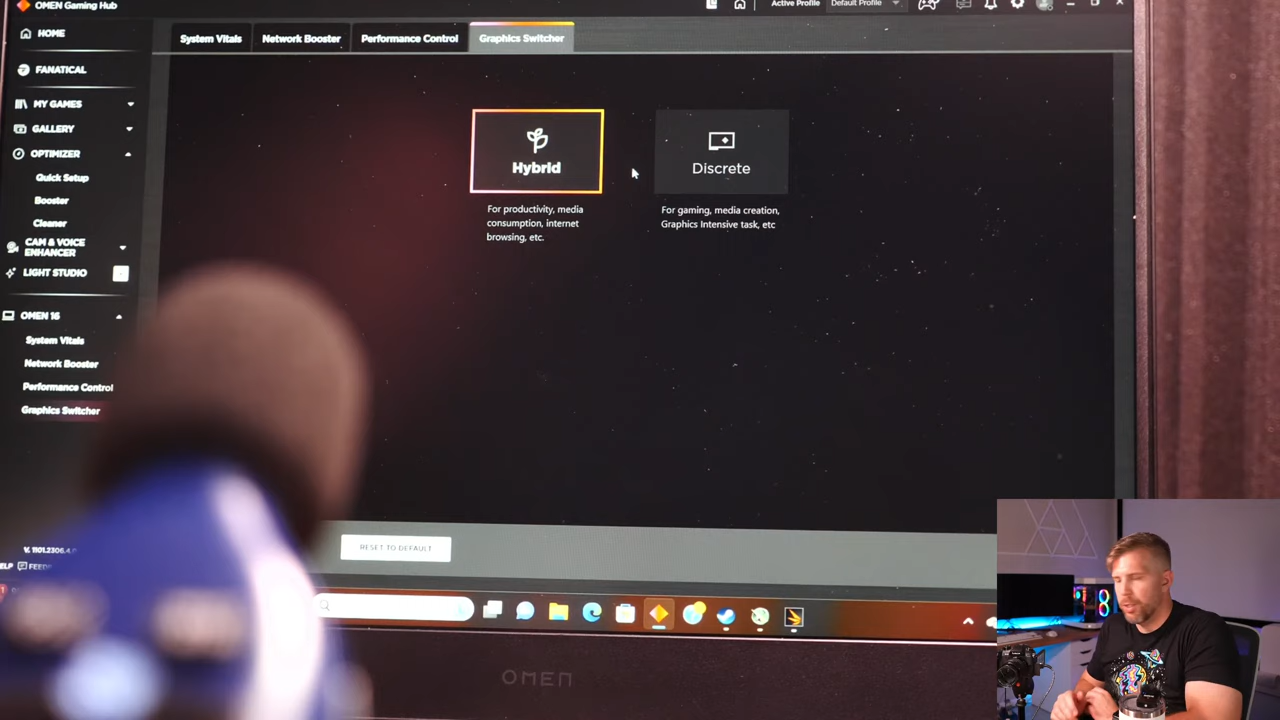 OMEN Gaming Hub
Active Profile
Default Profile
System Vitals
Network Booster
Performance Control
Graphics Switcher
HOME
FANATICAL
MY GAMES
GALLERY
OPTIMIZER
Quick Setup
Booster
Cleaner
CAM & VOICE
ENHANCER
LIGHT STUDIO
OMEN 16
System Vitals
Network Booster
Performance Control
Graphics Switcher
Hybrid
For productivity, media
consumption, internet
browsing, etc.
Discrete
For gaming, media creation,
Graphics Intensive task, etc
RESET TO DEFAULT
OMEN